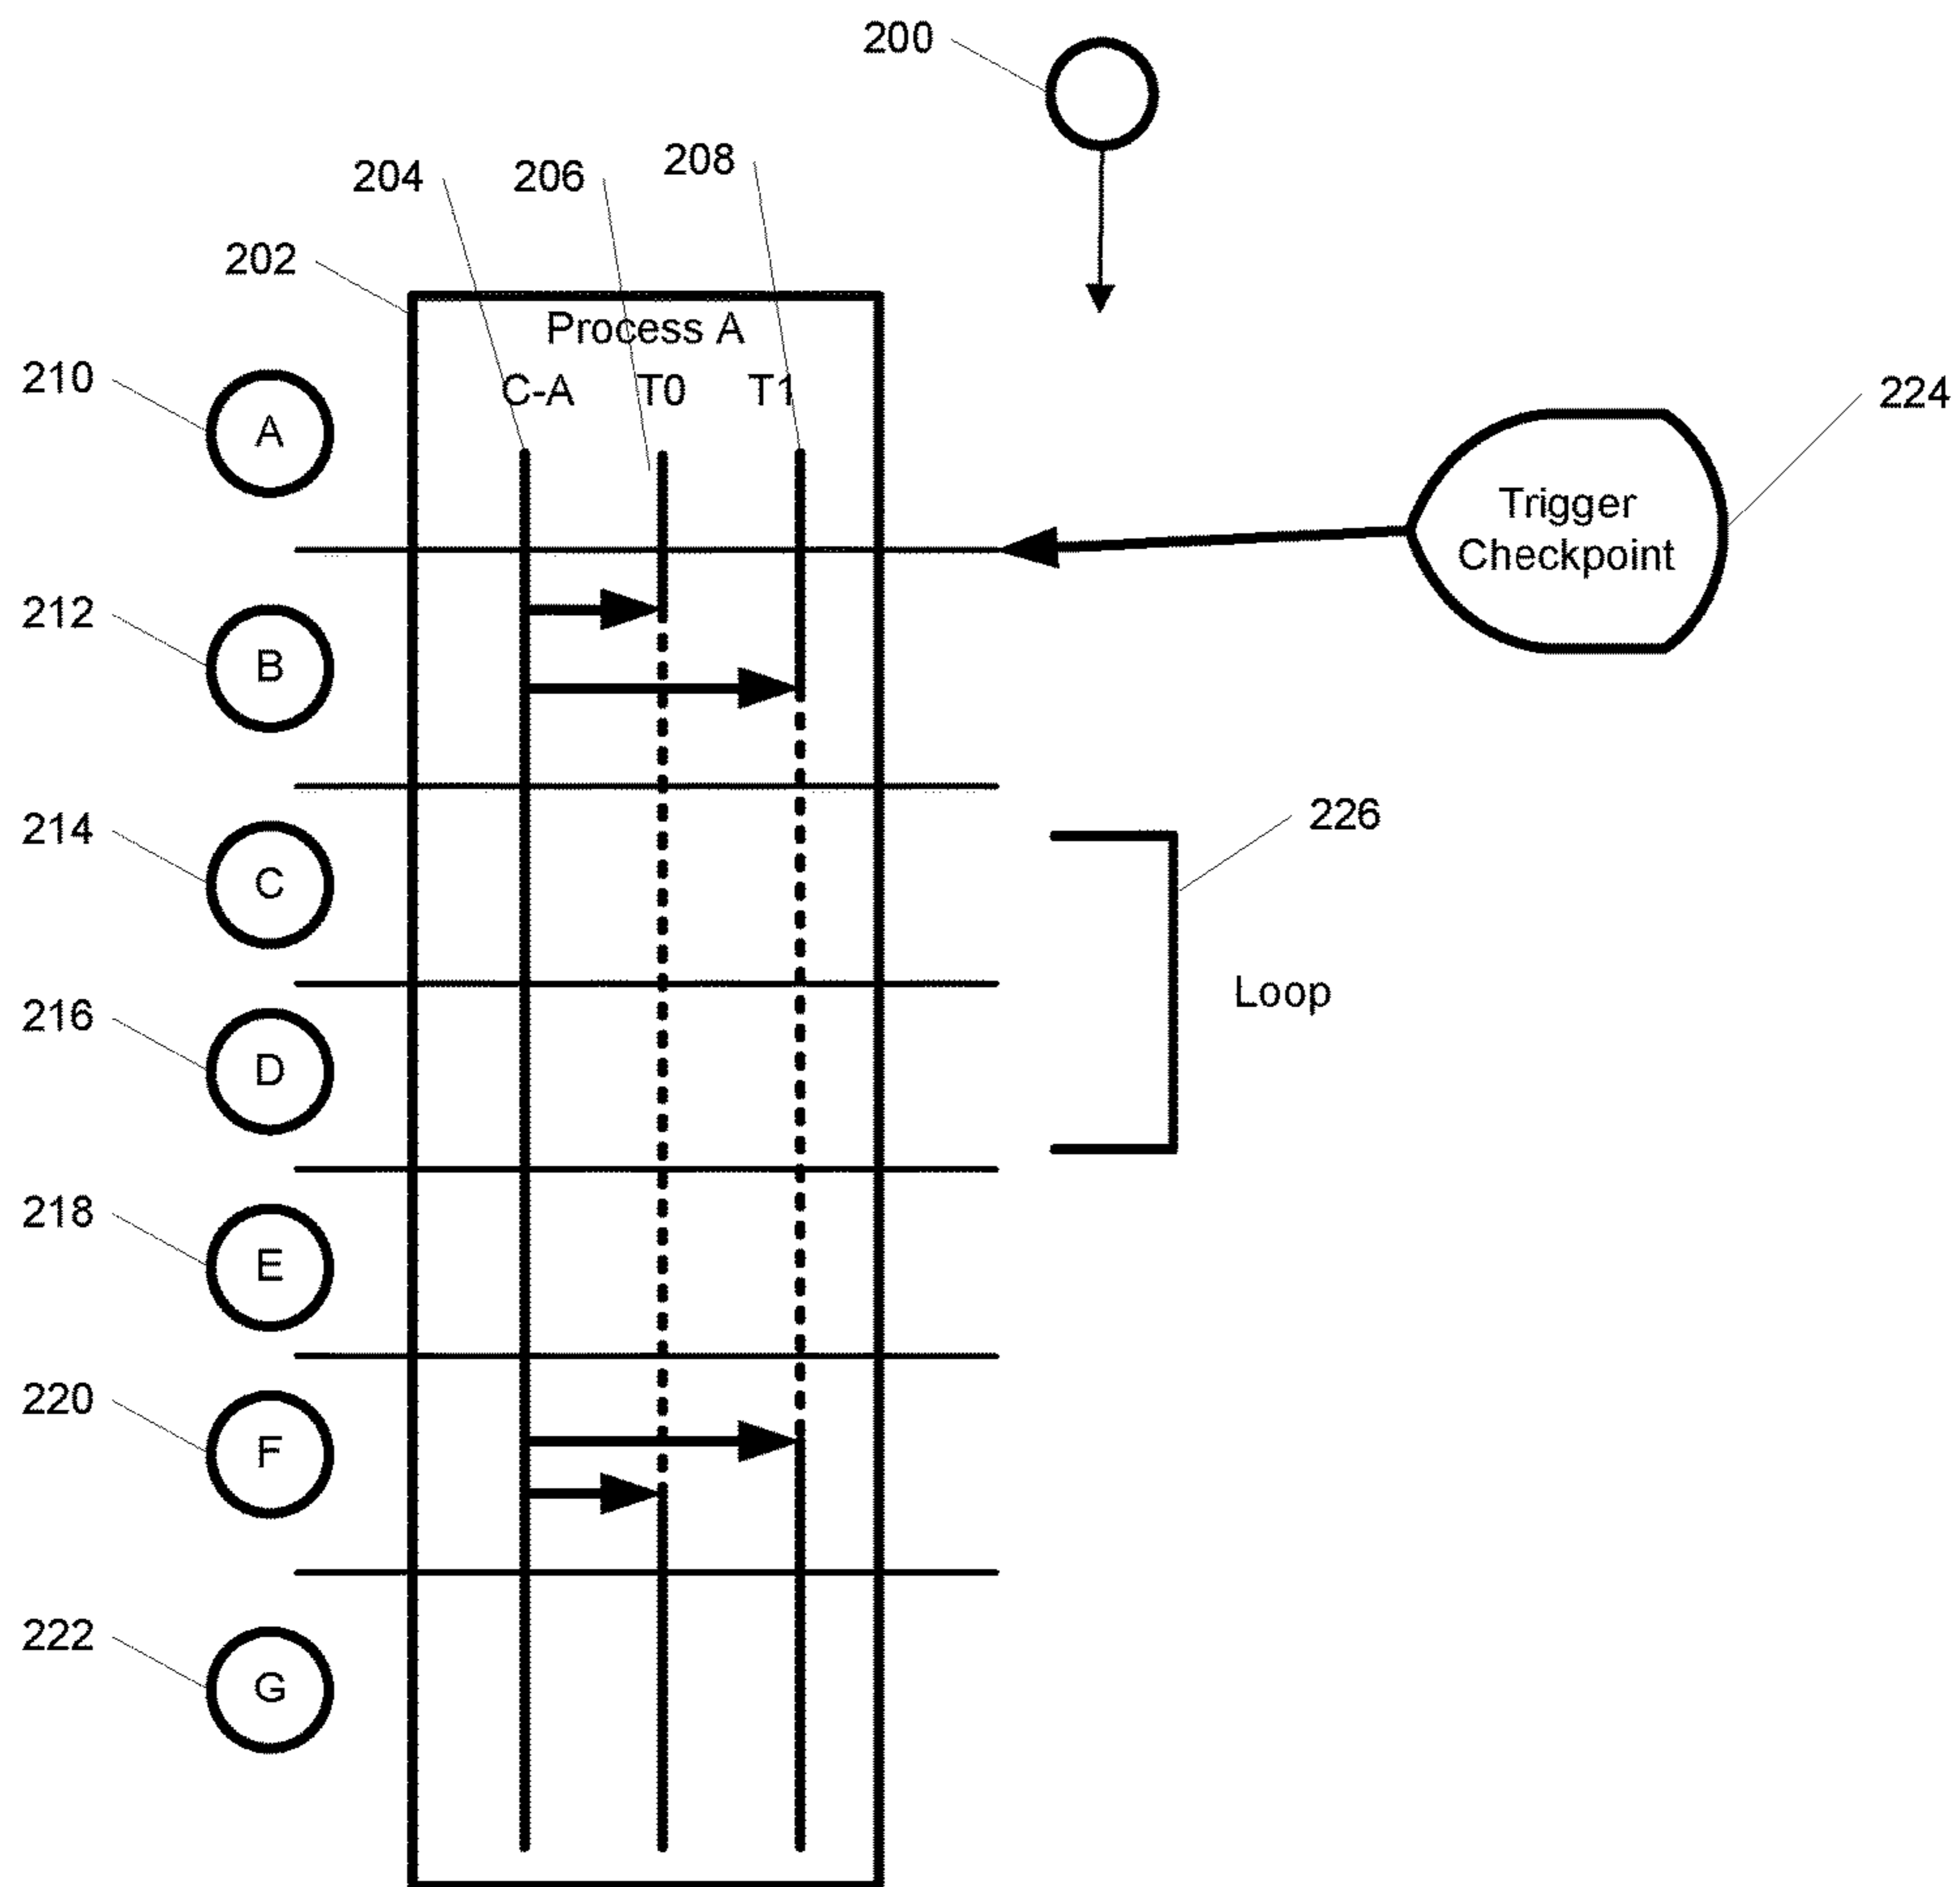 200
204 206 208
202
Process A
C-A T0 T1
210
A
224
Trigger
Checkpoint
212
B
214
C
226
216
D
Loop
218
E
220
F
222
G